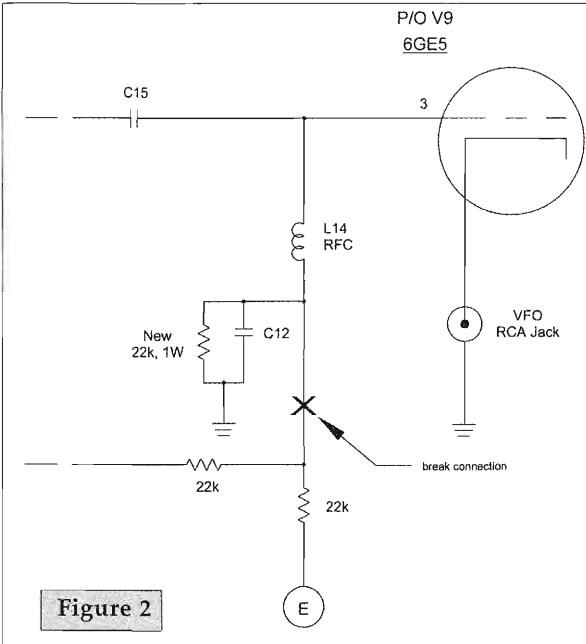 P/O V9
6GE5
C15
3
L14
RFC
New
22k, 1W
C12
VFO
RCA Jack
break connection
22k
22k
Figure 2
E